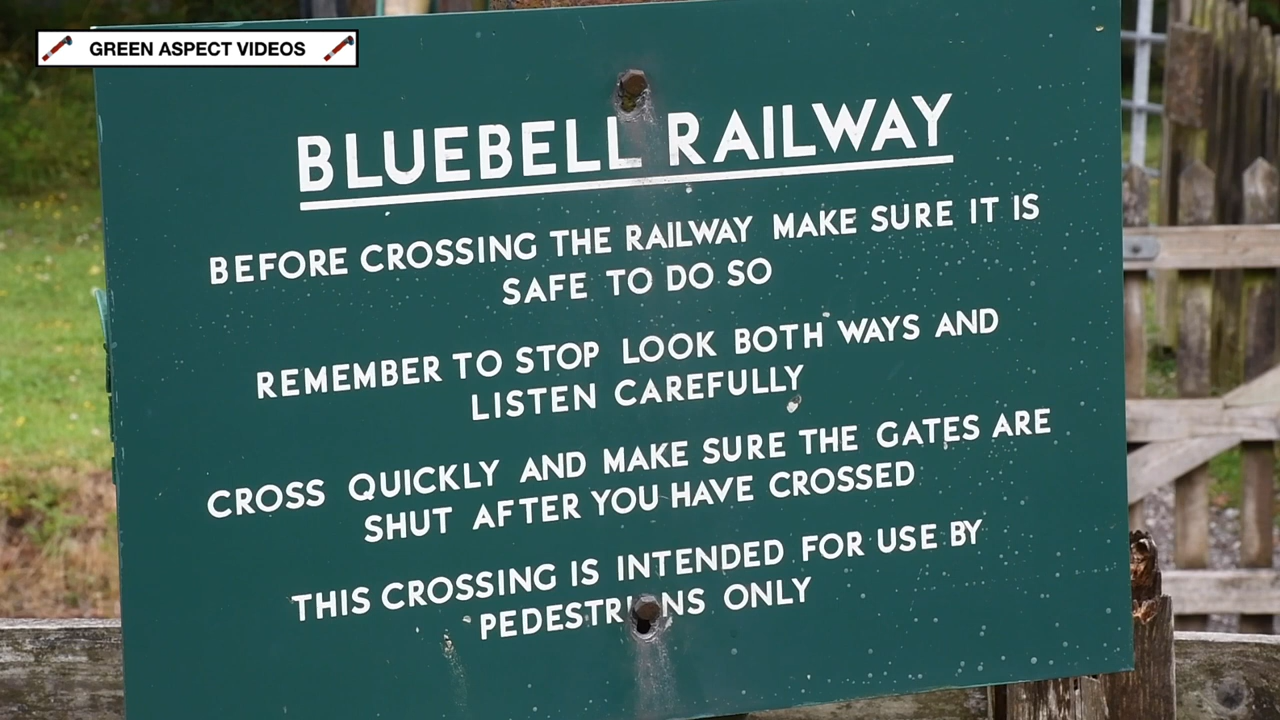 GREEN ASPECT VIDEOS
BLUEBELL RAILWAY
BEFORE CROSSING THE RAILWAY MAKE SURE IT IS
SAFE TO DO SO
REMEMBER TO STOP LOOK BOTH WAYS AND
LISTEN CAREFULLY
CROSS QUICKLY AND MAKE SURE THE GATES ARE
SHUT AFTER YOU HAVE CROSSED
THIS CROSSING IS INTENDED FOR USE BY
PEDESTRIANS ONLY